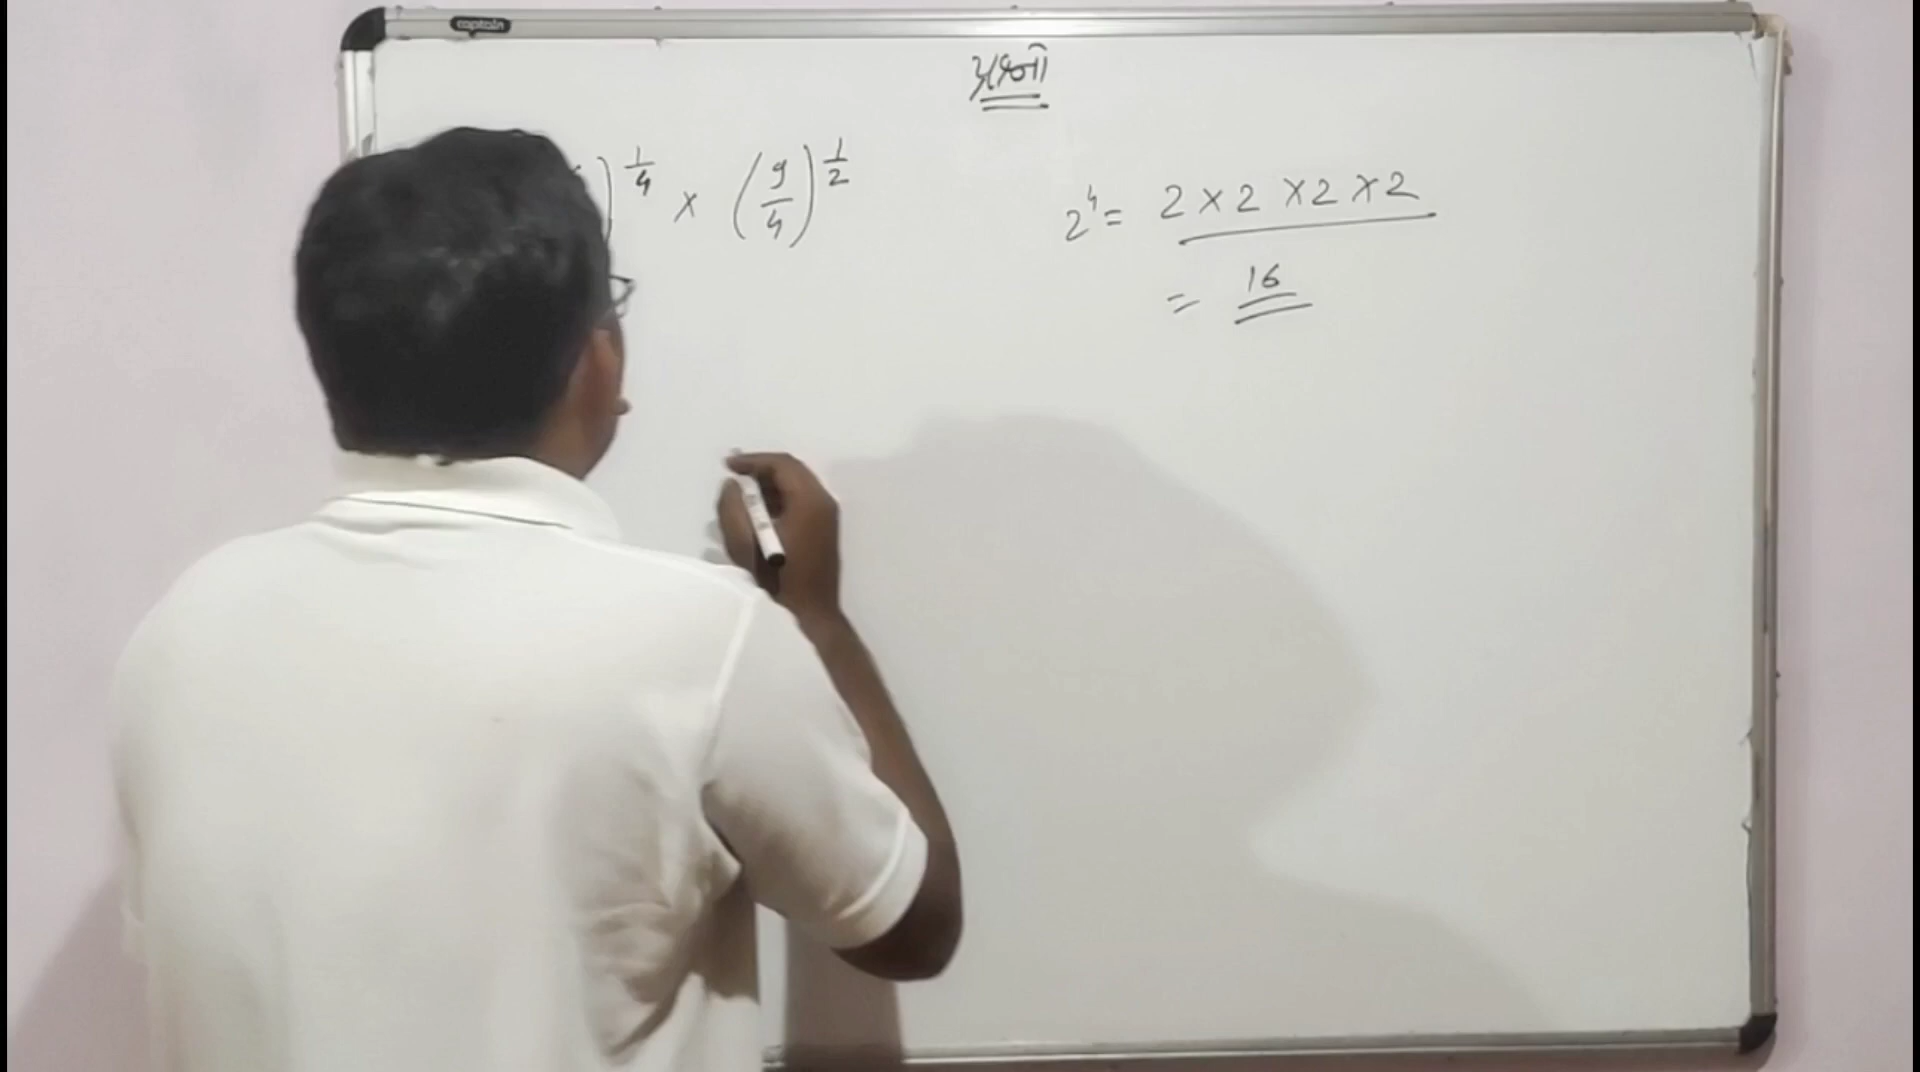 captain
)^{1/4} × (9/4)^{1/2}
2^4 = 2 × 2 × 2 × 2
= 16